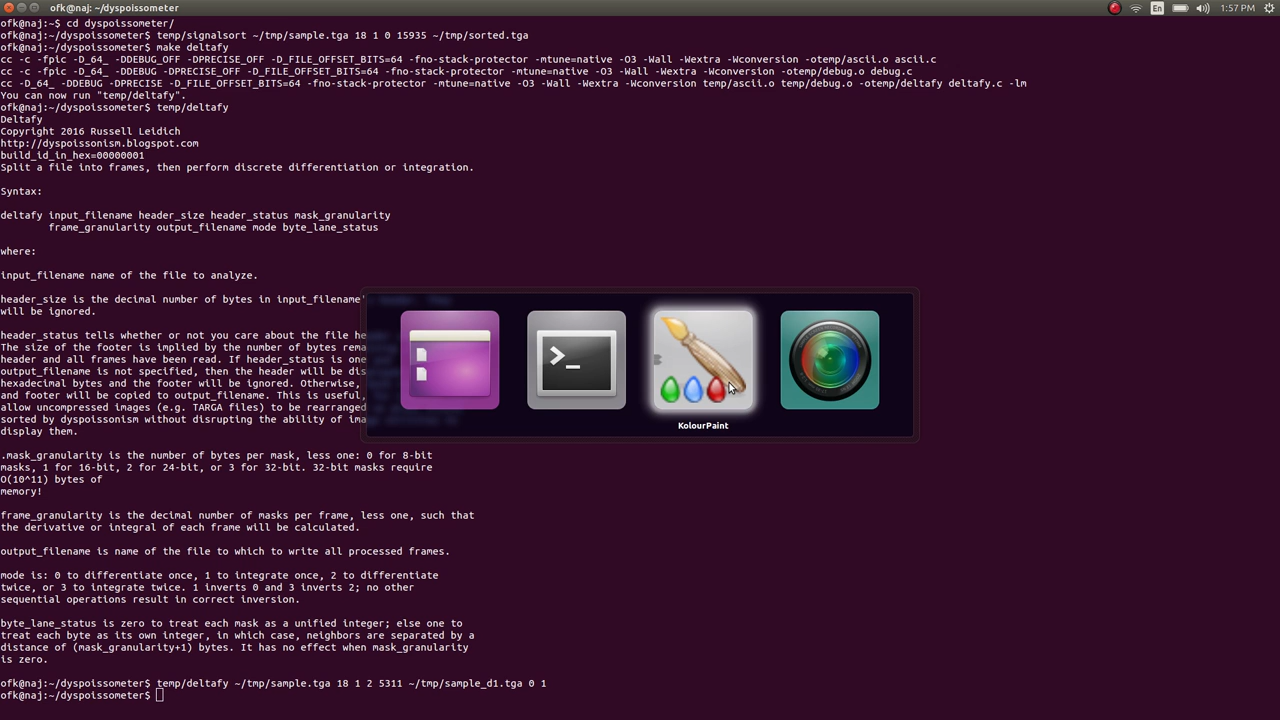 ofk@naj: ~/dyspoissometer
En
1:57 PM
ofk@naj:~$ cd dyspoissometer/
ofk@naj:~/dyspoissometer$ temp/signalsort ~/tmp/sample.tga 18 1 0 15935 ~/tmp/sorted.tga
ofk@naj:~/dyspoissometer$ make deltafy
cc -c -fpic -D_64_ -DDEBUG_OFF -DPRECISE_OFF -D_FILE_OFFSET_BITS=64 -fno-stack-protector -mtune=native -O3 -Wall -Wextra -Wconversion -otemp/ascii.o ascii.c
cc -c -fpic -D_64_ -DDEBUG -DPRECISE_OFF -D_FILE_OFFSET_BITS=64 -fno-stack-protector -mtune=native -O3 -Wall -Wextra -Wconversion -otemp/debug.o debug.c
cc -D_64_ -DDEBUG -DPRECISE -D_FILE_OFFSET_BITS=64 -fno-stack-protector -mtune=native -O3 -Wall -Wextra -Wconversion temp/ascii.o temp/debug.o -otemp/deltafy deltafy.c -lm
You can now run "temp/deltafy".
ofk@naj:~/dyspoissometer$ temp/deltafy
Deltafy
Copyright 2016 Russell Leidich
http://dyspoissonism.blogspot.com
build_id_in_hex=00000001
Split a file into frames, then perform discrete differentiation or integration.
Syntax:
deltafy input_filename header_size header_status mask_granularity
frame_granularity output_filename mode byte_lane_status
where:
input_filename name of the file to analyze.
header_size is the decimal number of bytes in input_filename'
will be ignored.
header_status tells whether or not you care about the file he
The size of the footer is implied by the number of bytes rema
header and all frames have been read. If header_status is one
output_filename is not specified, then the header will be dis
hexadecimal bytes and the footer will be ignored. Otherwise,
and footer will be copied to output_filename. This is useful,
allow uncompressed images (e.g. TARGA files) to be rearranged
sorted by dyspoissonism without disrupting the ability of ima
display them.
.mask_granularity is the number of bytes per mask, less one: 0 for 8-bit
masks, 1 for 16-bit, 2 for 24-bit, or 3 for 32-bit. 32-bit masks require
O(10^11) bytes of
memory!
frame_granularity is the decimal number of masks per frame, less one, such that
the derivative or integral of each frame will be calculated.
output_filename is name of the file to which to write all processed frames.
mode is: 0 to differentiate once, 1 to integrate once, 2 to differentiate
twice, or 3 to integrate twice. 1 inverts 0 and 3 inverts 2; no other
sequential operations result in correct inversion.
byte_lane_status is zero to treat each mask as a unified integer; else one to
treat each byte as its own integer, in which case, neighbors are separated by a
distance of (mask_granularity+1) bytes. It has no effect when mask_granularity
is zero.
ofk@naj:~/dyspoissometer$ temp/deltafy ~/tmp/sample.tga 18 1 2 5311 ~/tmp/sample_d1.tga 0 1
ofk@naj:~/dyspoissometer$
>_
KolourPaint